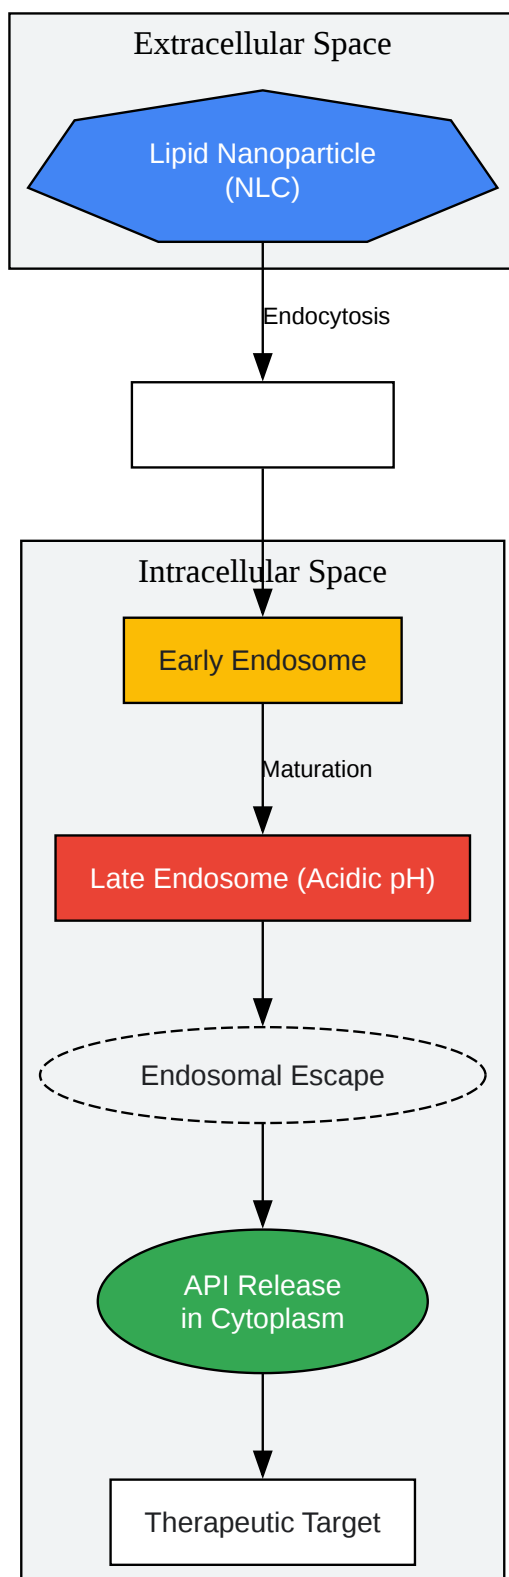 Extracellular Space
Lipid Nanoparticle
(NLC)
Endocytosis
Intracellular Space
Early Endosome
Maturation
Late Endosome (Acidic pH)
Endosomal Escape
API Release
in Cytoplasm
Therapeutic Target